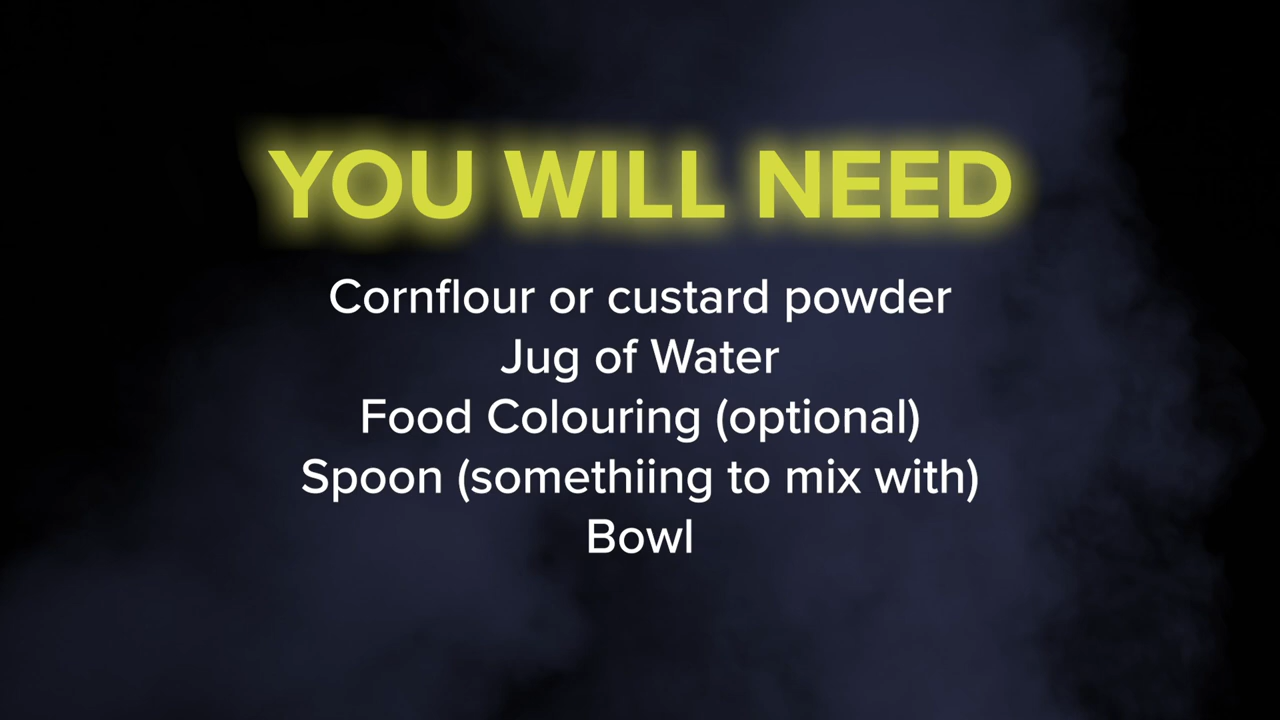 YOU WILL NEED
Cornflour or custard powder
Jug of Water
Food Colouring (optional)
Spoon (somethiing to mix with)
Bowl